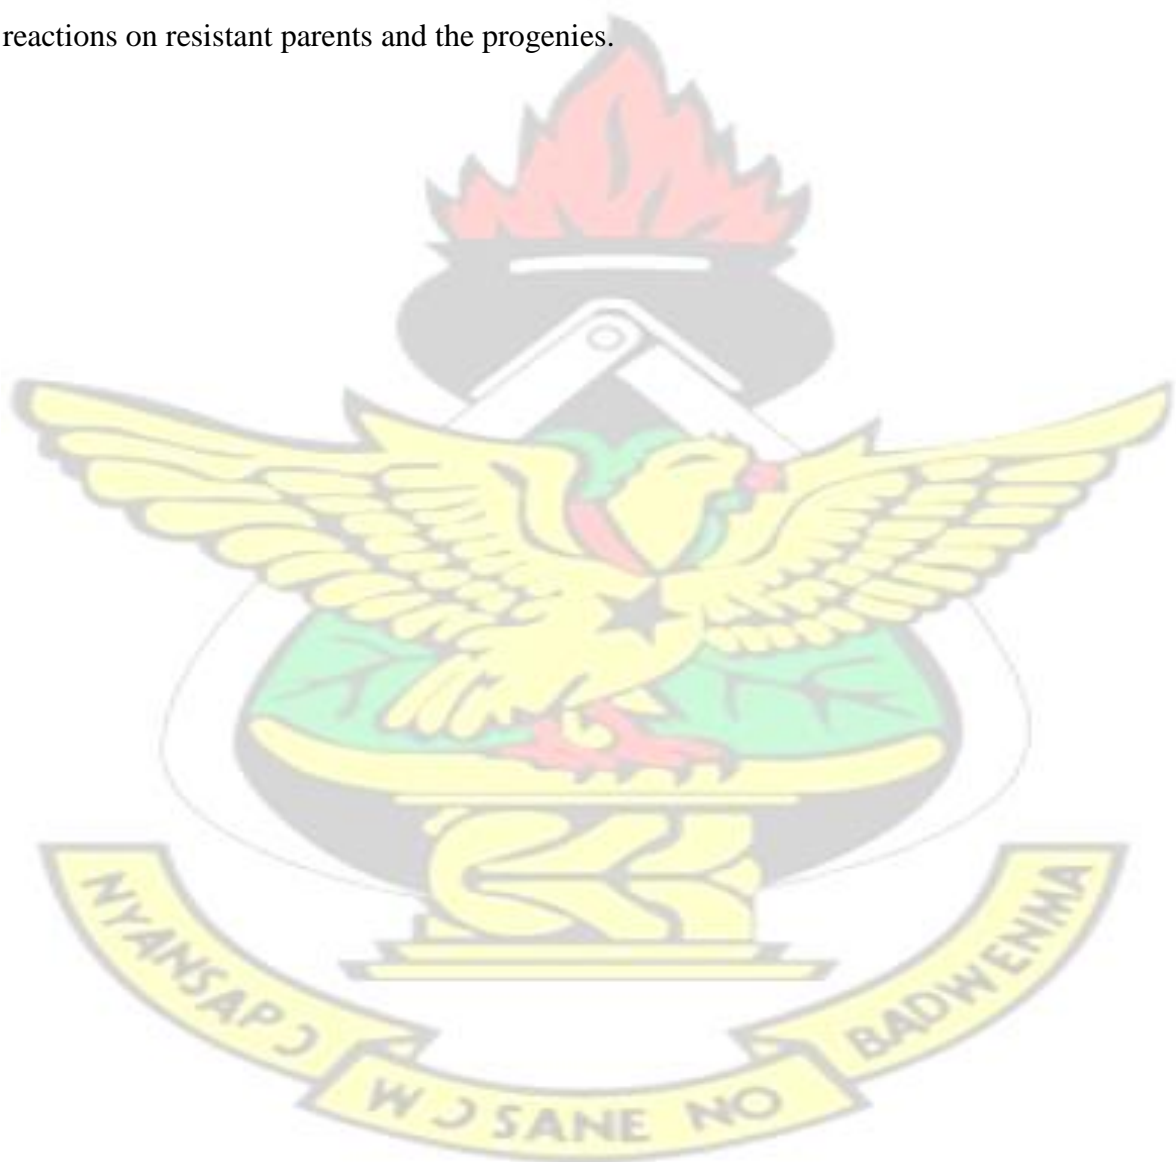 reactions on resistant parents and the progenies.
NYANSAPƆ
WƆSANE NO
BADWENMA